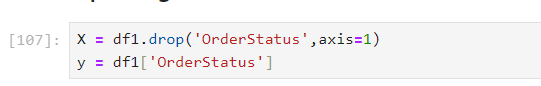 [107]: X = df1.drop('OrderStatus',axis=1)
y = df1['OrderStatus']